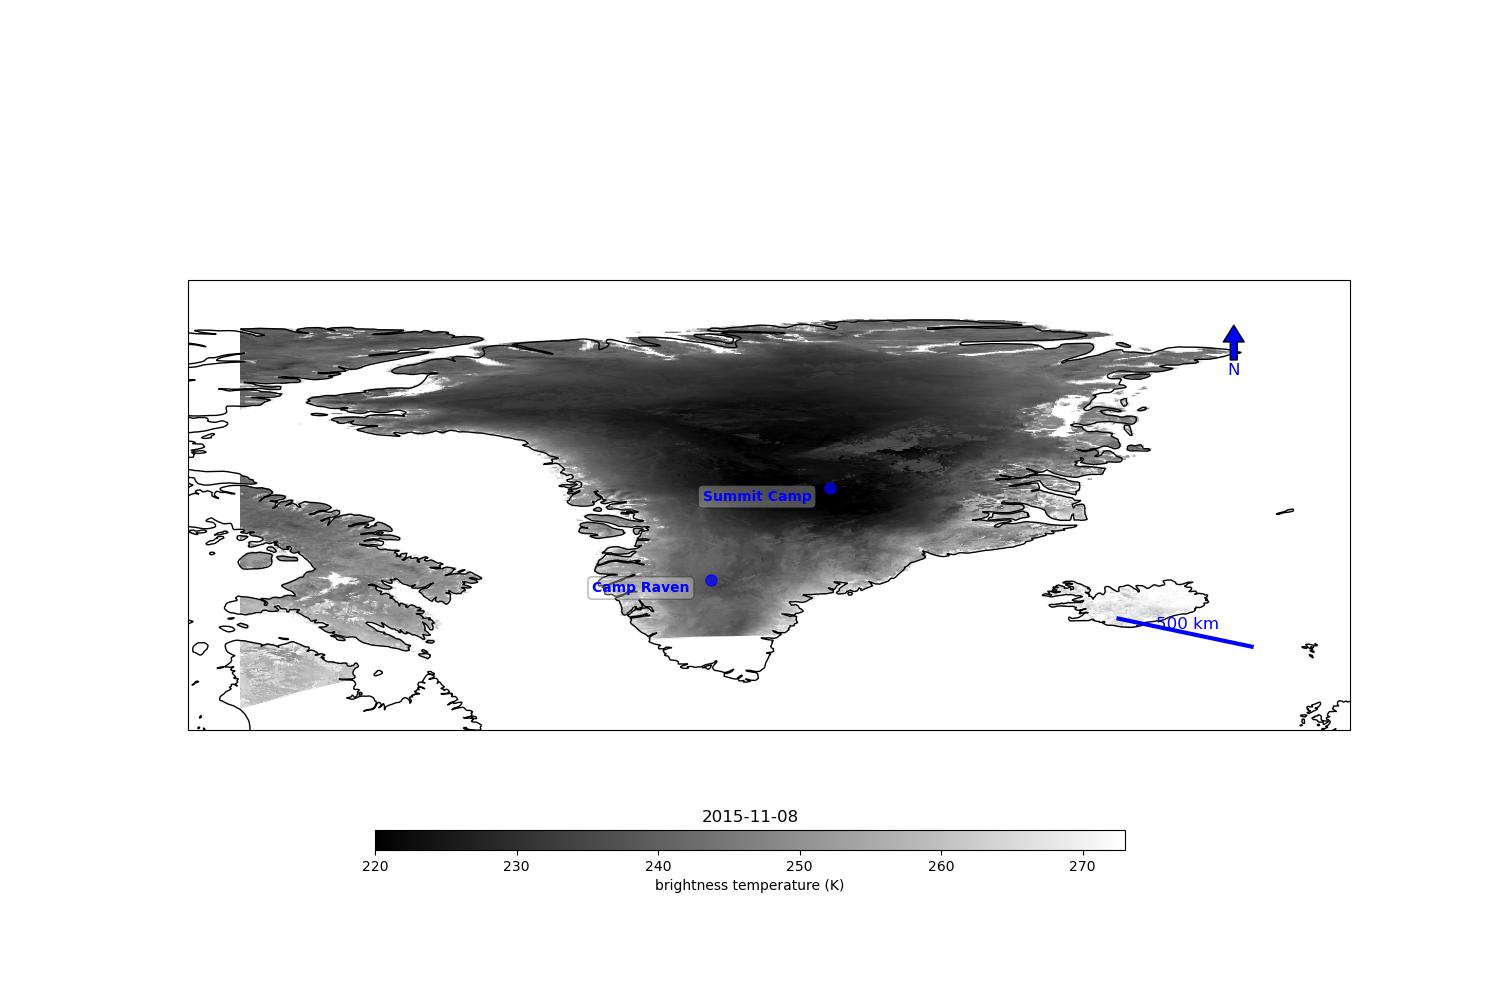 N
Summit Camp
Camp Raven
500 km
2015-11-08
220 230 240 250 260 270
brightness temperature (K)